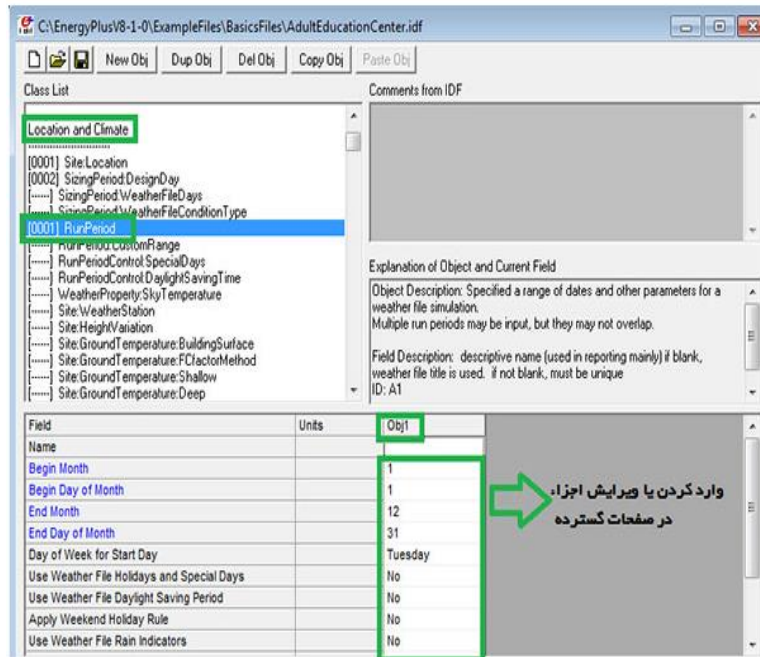 C:\EnergyPlusV8-1-0\ExampleFiles\BasicsFiles\AdultEducationCenter.idf
New Obj Dup Obj Del Obj Copy Obj Paste Obj
Class List
Location and Climate
------------------------
[0001] Site:Location
[0002] SizingPeriod:DesignDay
[------] SizingPeriod:WeatherFileDays
[------] SizingPeriod:WeatherFileConditionType
[0001] RunPeriod
[------] RunPeriod:CustomRange
[------] RunPeriodControl:SpecialDays
[------] RunPeriodControl:DaylightSavingTime
[------] WeatherProperty:SkyTemperature
[------] Site:WeatherStation
[------] Site:HeightVariation
[------] Site:GroundTemperature:BuildingSurface
[------] Site:GroundTemperature:FCfactorMethod
[------] Site:GroundTemperature:Shallow
[------] Site:GroundTemperature:Deep
Comments from IDF
Explanation of Object and Current Field
Object Description: Specified a range of dates and other parameters for a
weather file simulation.
Multiple run periods may be input, but they may not overlap.
Field Description: descriptive name (used in reporting mainly) if blank,
weather file title is used. if not blank, must be unique
ID: A1
Field Units Obj1
Name
Begin Month 1
Begin Day of Month 1
End Month 12
End Day of Month 31
Day of Week for Start Day Tuesday
Use Weather File Holidays and Special Days No
Use Weather File Daylight Saving Period No
Apply Weekend Holiday Rule No
Use Weather File Rain Indicators No
وارد کردن یا ویرایش اجزاء
در صفحات گسترده